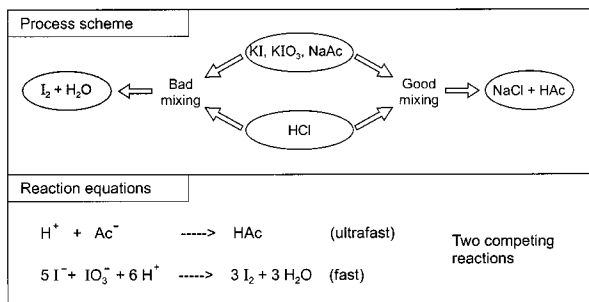 Process scheme
KI, KIO₃, NaAc
I₂ + H₂O
Bad
mixing
Good
mixing
NaCl + HAc
HCl
Reaction equations
H⁺ + Ac⁻ -----> HAc (ultrafast)
Two competing
reactions
5 I⁻ + IO₃⁻ + 6 H⁺ -----> 3 I₂ + 3 H₂O (fast)